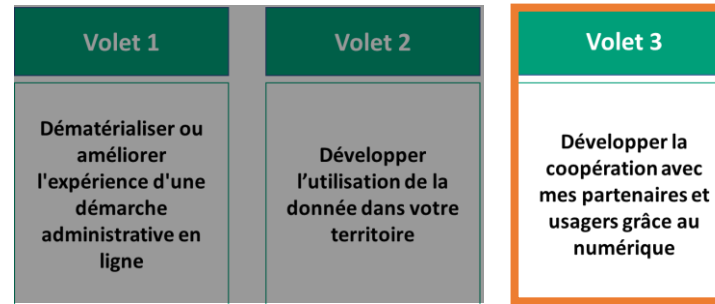 Volet 1
Dématérialiser ou
améliorer
l'expérience d'une
démarche
administrative en
ligne
Volet 2
Développer
l’utilisation de la
donnée dans votre
territoire
Volet 3
Développer la
coopération avec
mes partenaires et
usagers grâce au
numérique